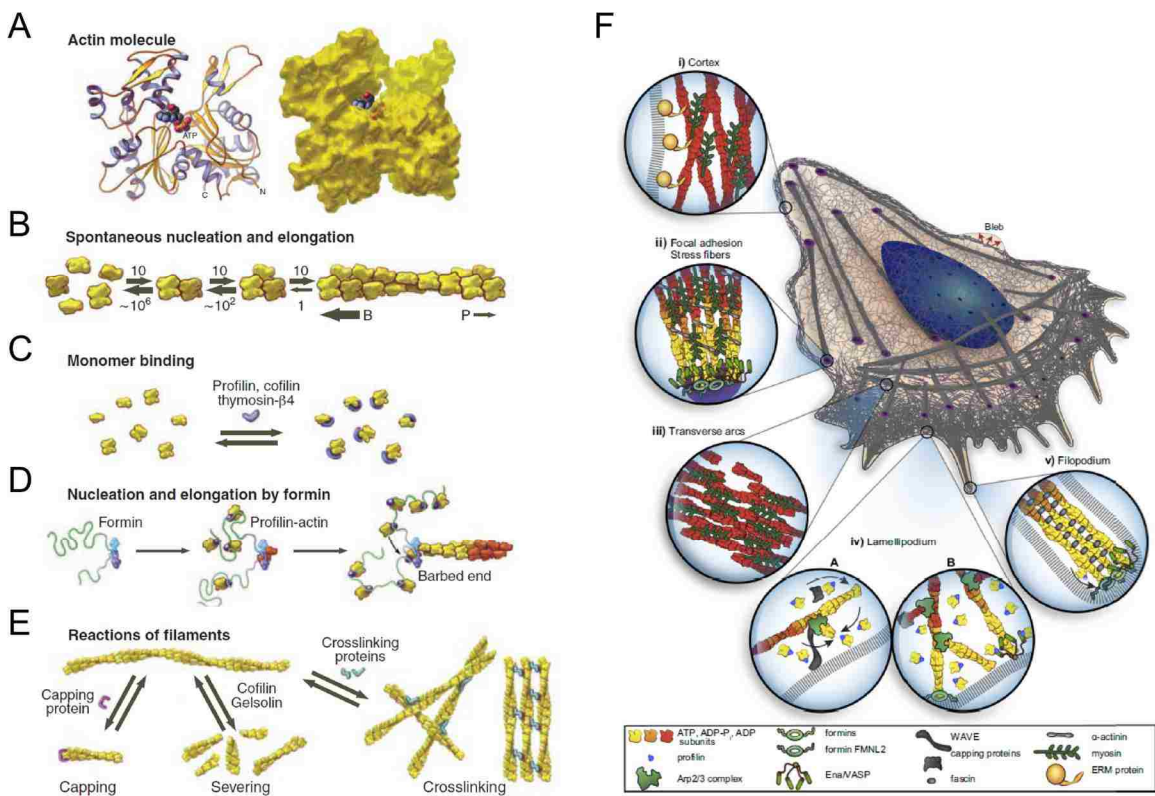 A
Actin molecule
ATP
C
N
B
Spontaneous nucleation and elongation
10
10
10
~10⁶
~10²
1
B
P
C
Monomer binding
Profilin, cofilin
thymosin-β4
D
Nucleation and elongation by formin
Formin
Profilin-actin
Barbed end
E
Reactions of filaments
Crosslinking
proteins
Capping
protein
Cofilin
Gelsolin
Capping
Severing
Crosslinking
F
i) Cortex
Bleb
ii) Focal adhesion
Stress fibers
iii) Transverse arcs
v) Filopodium
iv) Lamellipodium
A
B
ATP, ADP-Pᵢ, ADP
subunits
profilin
Arp2/3 complex
formins
formin FMNL2
Ena/VASP
WAVE
capping proteins
fascin
α-actinin
myosin
ERM protein